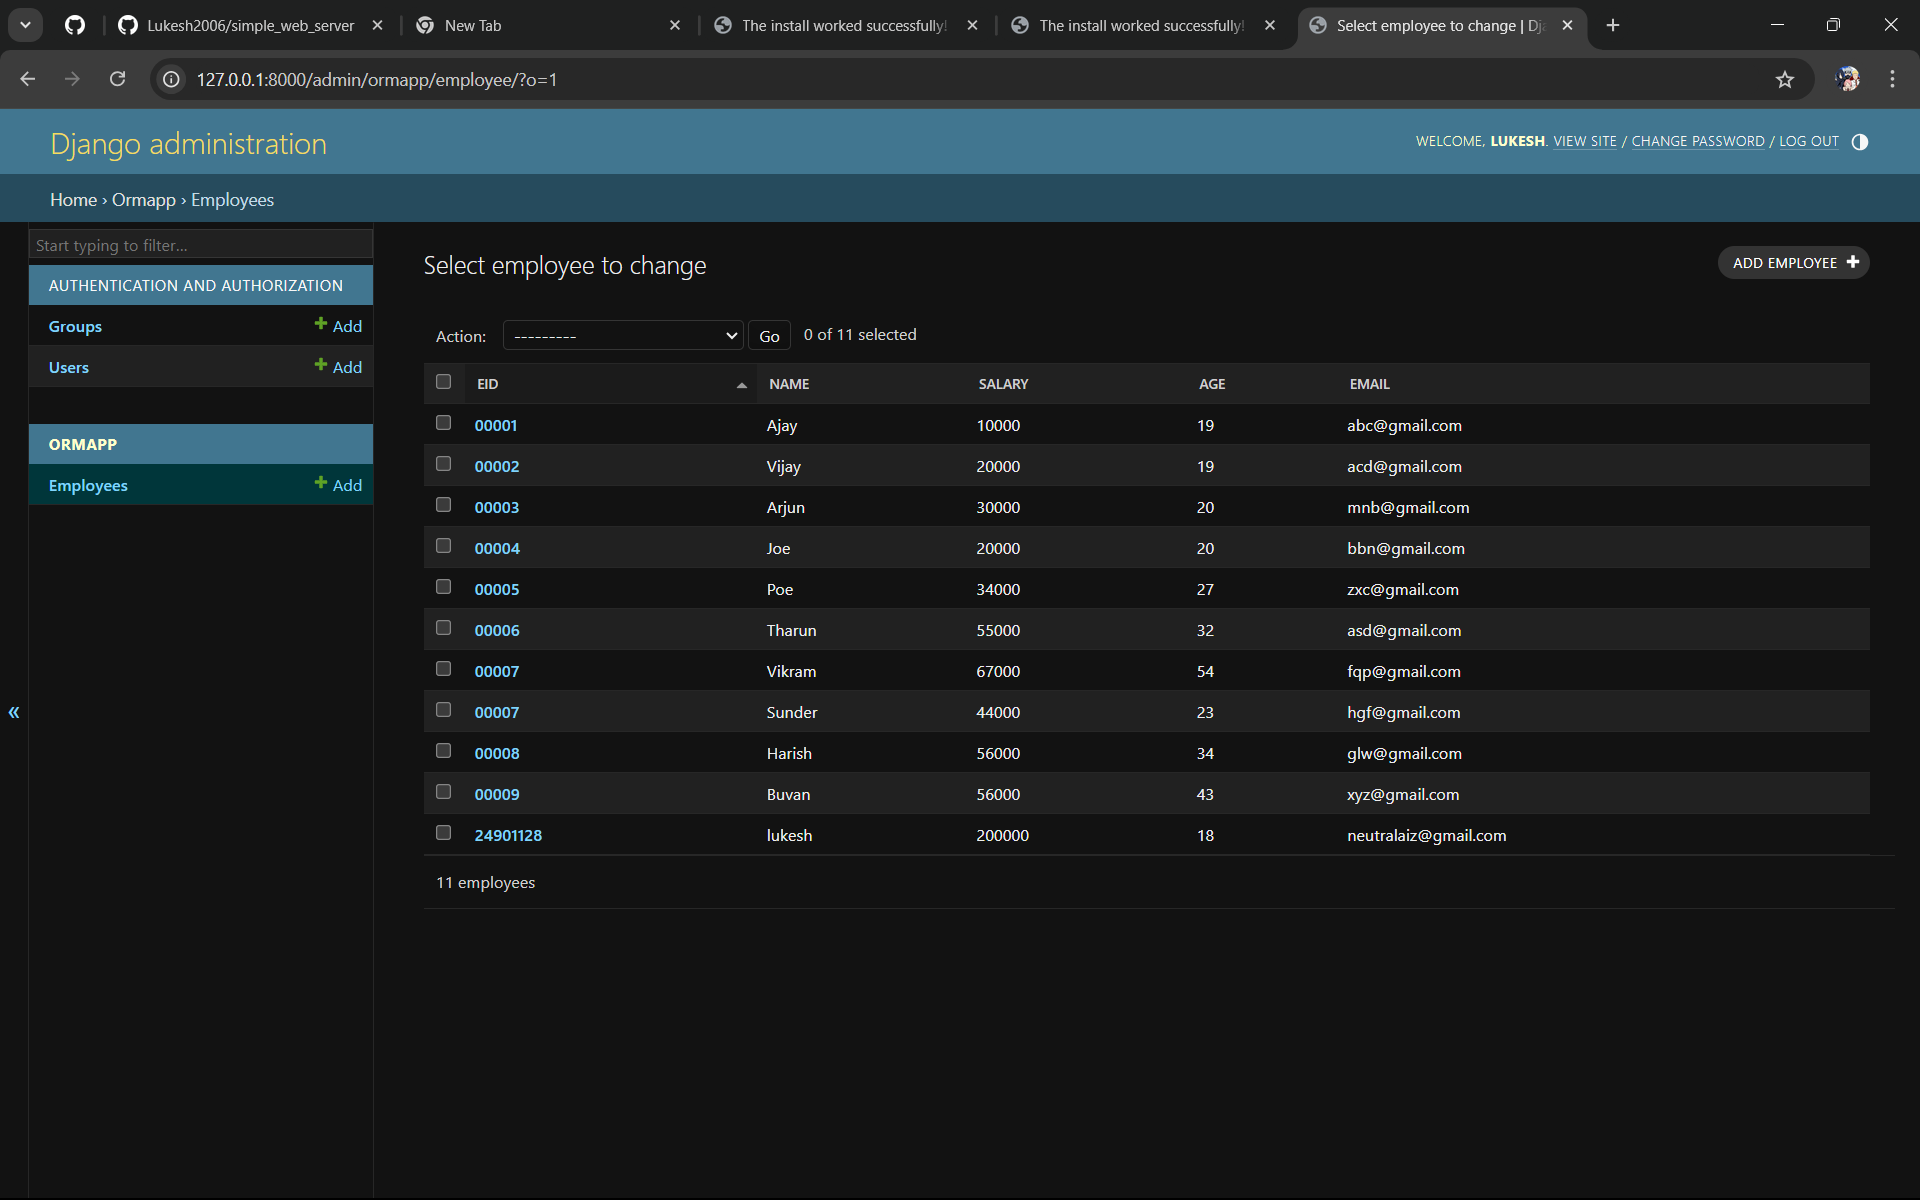 Lukesh2006/simple_web_server
New Tab
The install worked successfully!
The install worked successfully!
Select employee to change | Dj
127.0.0.1:8000/admin/ormapp/employee/?o=1
Django administration
WELCOME, LUKESH. VIEW SITE / CHANGE PASSWORD / LOG OUT
Home › Ormapp › Employees
Start typing to filter...
AUTHENTICATION AND AUTHORIZATION
Groups + Add
Users + Add
ORMAPP
Employees + Add
«
Select employee to change
ADD EMPLOYEE +
Action: --------- Go 0 of 11 selected
EID NAME SALARY AGE EMAIL
00001 Ajay 10000 19 abc@gmail.com
00002 Vijay 20000 19 acd@gmail.com
00003 Arjun 30000 20 mnb@gmail.com
00004 Joe 20000 20 bbn@gmail.com
00005 Poe 34000 27 zxc@gmail.com
00006 Tharun 55000 32 asd@gmail.com
00007 Vikram 67000 54 fqp@gmail.com
00007 Sunder 44000 23 hgf@gmail.com
00008 Harish 56000 34 glw@gmail.com
00009 Buvan 56000 43 xyz@gmail.com
24901128 lukesh 200000 18 neutralaiz@gmail.com
11 employees